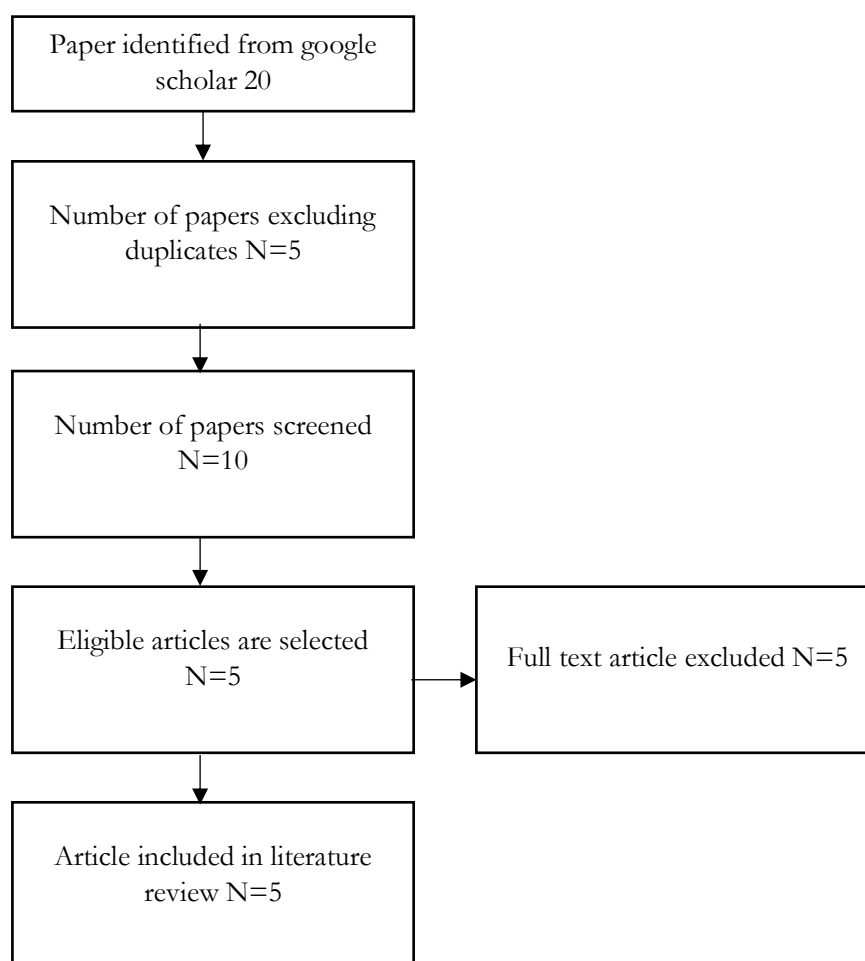 Paper identified from google
scholar 20
Number of papers excluding
duplicates N=5
Number of papers screened
N=10
Eligible articles are selected
N=5
Full text article excluded N=5
Article included in literature
review N=5